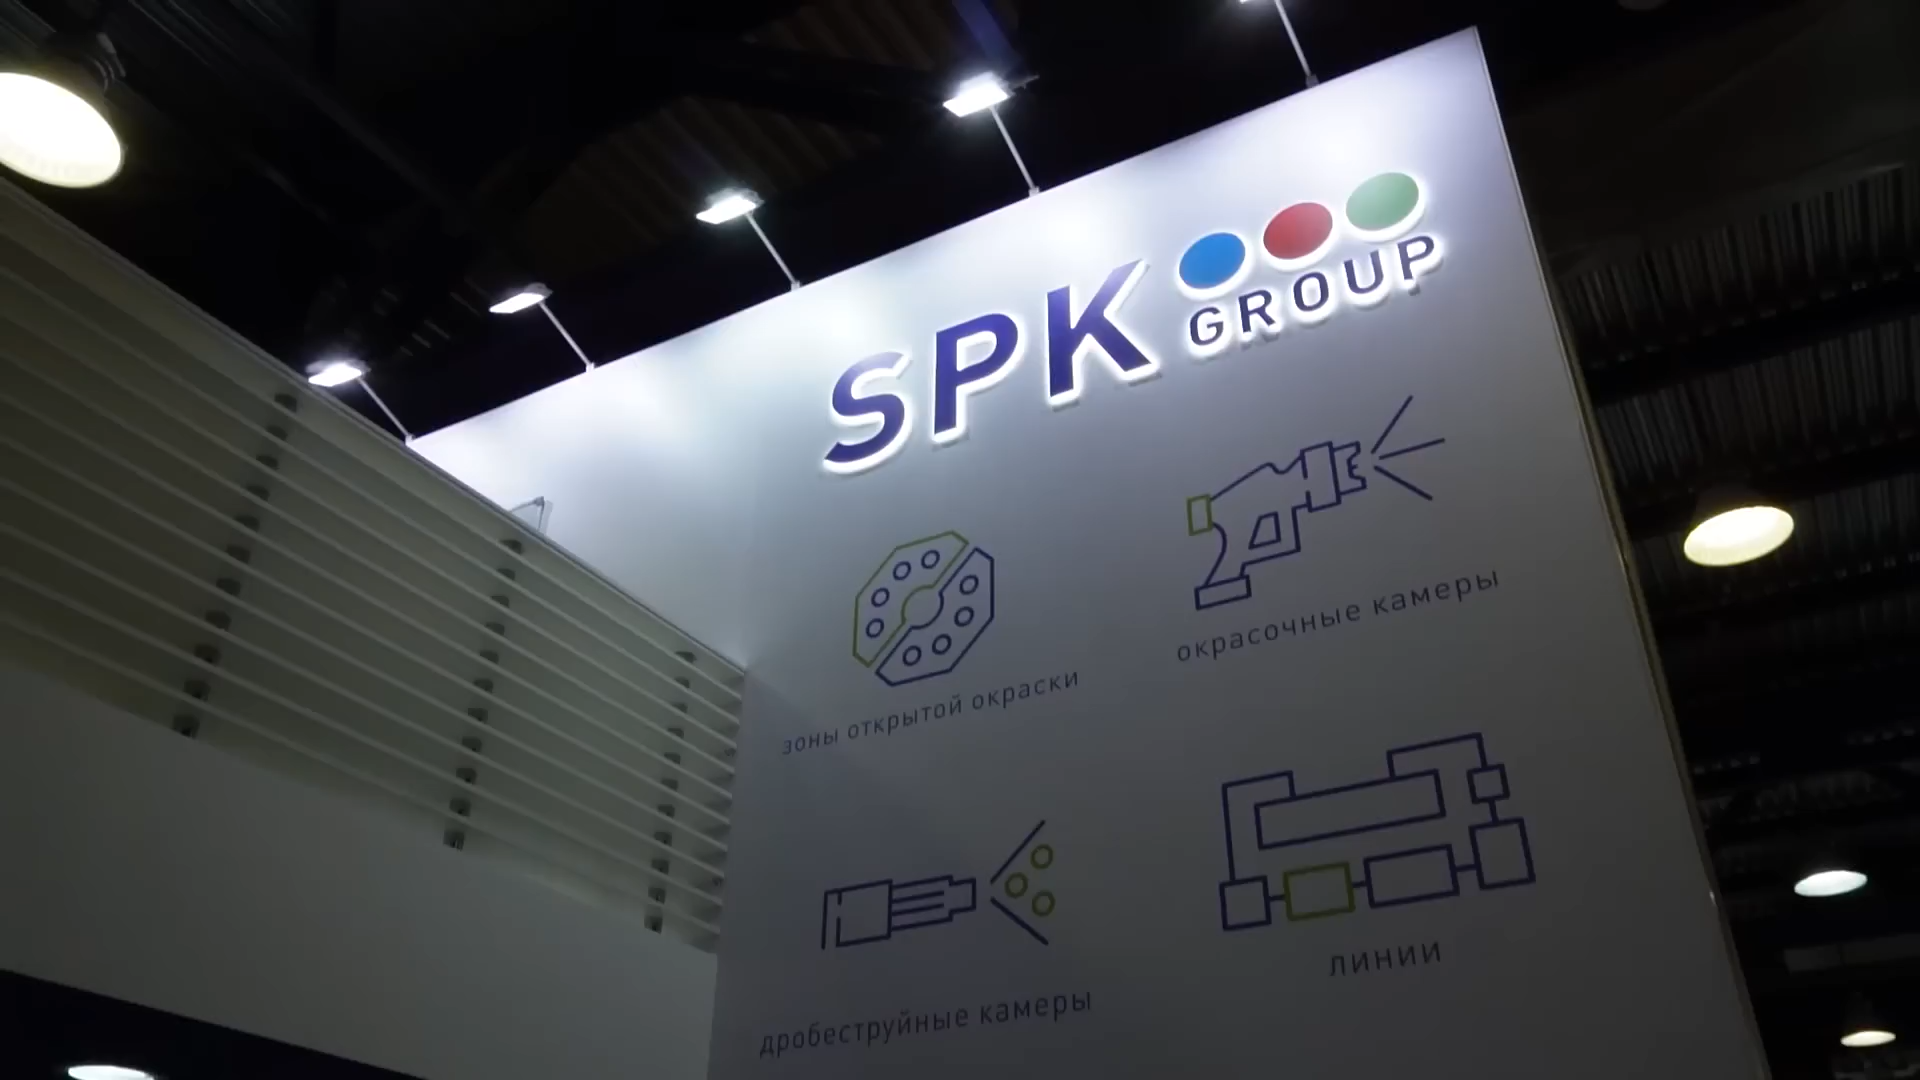 SPK GROUP
зоны открытой окраски
окрасочные камеры
дробеструйные камеры
линии